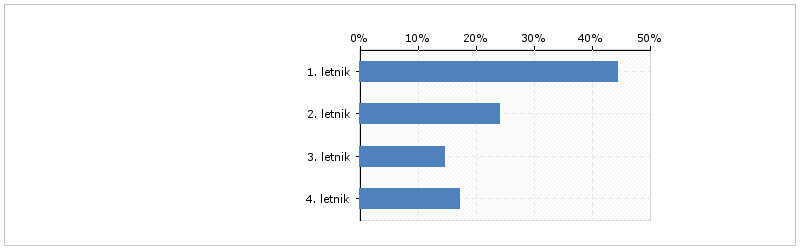 0% 10% 20% 30% 40% 50%
1. letnik
2. letnik
3. letnik
4. letnik